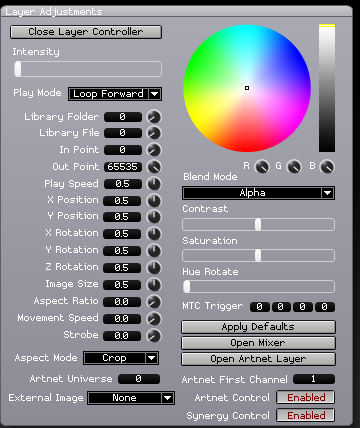 Layer Adjustments
Close Layer Controller
Intensity
Play Mode Loop Forward
Library Folder 0
Library File 0
In Point 0
Out Point 65535
Play Speed 0.5
X Position 0.5
Y Position 0.5
X Rotation 0.5
Y Rotation 0.5
Z Rotation 0.5
Image Size 0.5
Aspect Ratio 0.0
Movement Speed 0.0
Strobe 0.0
Aspect Mode Crop
Artnet Universe 0
External Image None
R G B
Blend Mode
Alpha
Contrast
Saturation
Hue Rotate
MTC Trigger 0 0 0 0
Apply Defaults
Open Mixer
Open Artnet Layer
Artnet First Channel 1
Artnet Control Enabled
Synergy Control Enabled